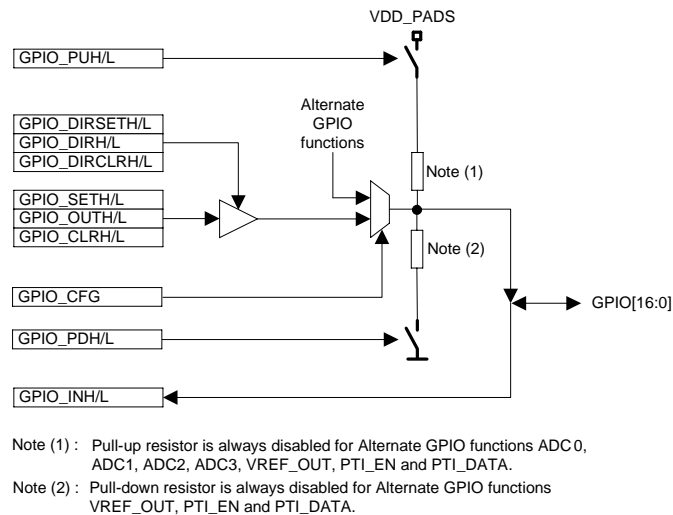 VDD_PADS
GPIO_PUH/L
Alternate
GPIO
functions
GPIO_DIRSETH/L
GPIO_DIRH/L
GPIO_DIRCLRH/L
Note (1)
GPIO_SETH/L
GPIO_OUTH/L
GPIO_CLRH/L
Note (2)
GPIO_CFG
GPIO[16:0]
GPIO_PDH/L
GPIO_INH/L
Note (1) : Pull-up resistor is always disabled for Alternate GPIO functions ADC0,
ADC1, ADC2, ADC3, VREF_OUT, PTI_EN and PTI_DATA.
Note (2) : Pull-down resistor is always disabled for Alternate GPIO functions
VREF_OUT, PTI_EN and PTI_DATA.